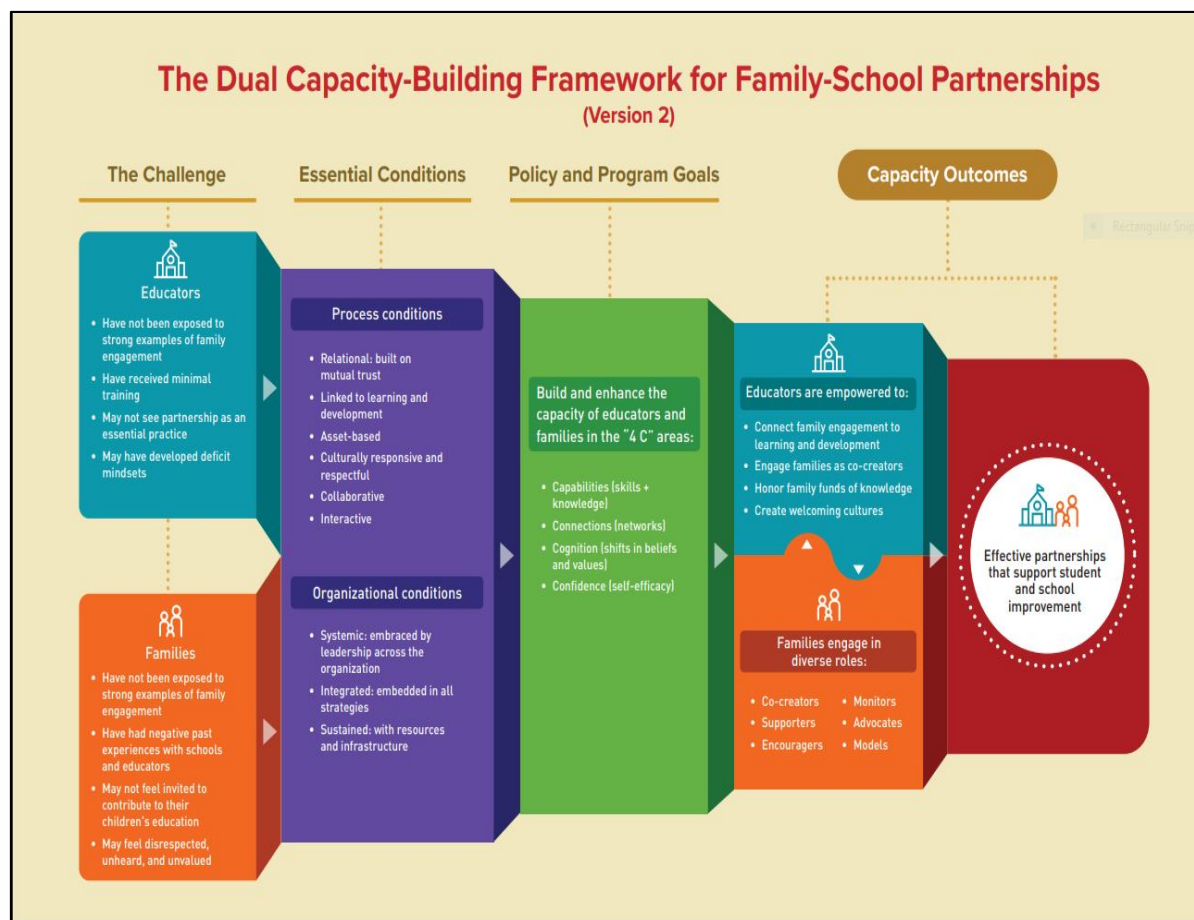 The Dual Capacity-Building Framework for Family-School Partnerships
(Version 2)
The Challenge
Essential Conditions
Policy and Program Goals
Capacity Outcomes
Rectangular Snip
Educators
• Have not been exposed to
strong examples of family
engagement
• Have received minimal
training
• May not see partnership as an
essential practice
• May have developed deficit
mindsets
Families
• Have not been exposed to
strong examples of family
engagement
• Have had negative past
experiences with schools
and educators
• May not feel invited to
contribute to their
children's education
• May feel disrespected,
unheard, and unvalued
Process conditions
• Relational: built on
mutual trust
• Linked to learning and
development
• Asset-based
• Culturally responsive and
respectful
• Collaborative
• Interactive
Organizational conditions
• Systemic: embraced by
leadership across the
organization
• Integrated: embedded in all
strategies
• Sustained: with resources
and infrastructure
Build and enhance the
capacity of educators and
families in the "4 C" areas:
• Capabilities (skills +
knowledge)
• Connections (networks)
• Cognition (shifts in beliefs
and values)
• Confidence (self-efficacy)
Educators are empowered to:
• Connect family engagement to
learning and development
• Engage families as co-creators
• Honor family funds of knowledge
• Create welcoming cultures
Families engage in
diverse roles:
• Co-creators
• Supporters
• Encouragers
• Monitors
• Advocates
• Models
Effective partnerships
that support student
and school
improvement